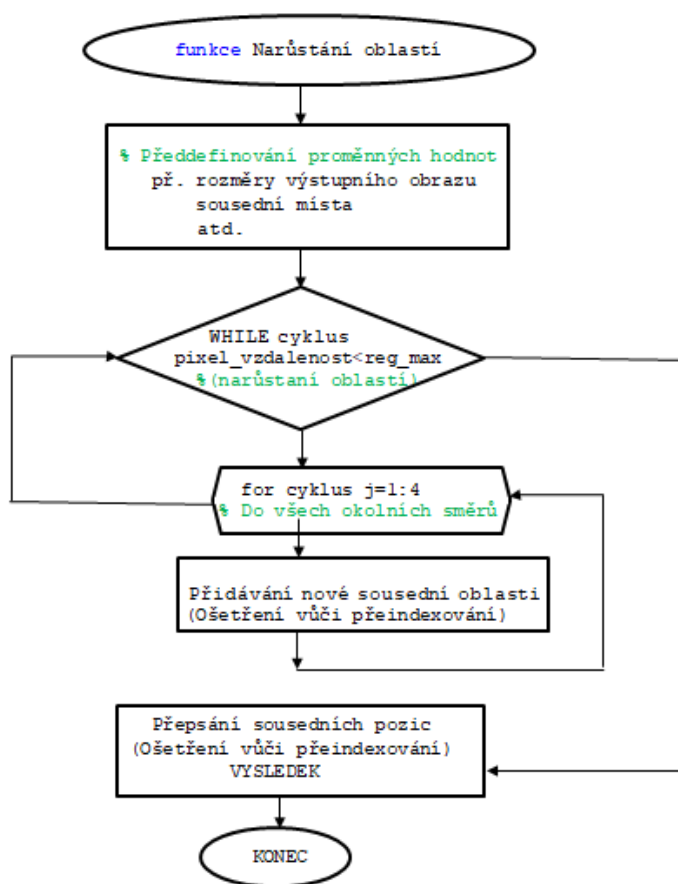 funkce Narůstání oblastí
% Předdefinování proměnných hodnot
př. rozměry výstupního obrazu
sousední místa
atd.
WHILE cyklus
pixel_vzdalenost<reg_max
%(narůstaní oblastí)
for cyklus j=1:4
% Do všech okolních směrů
Přidávání nové sousední oblasti
(Ošetření vůči přeindexování)
Přepsání sousedních pozic
(Ošetření vůči přeindexování)
VYSLEDEK
KONEC